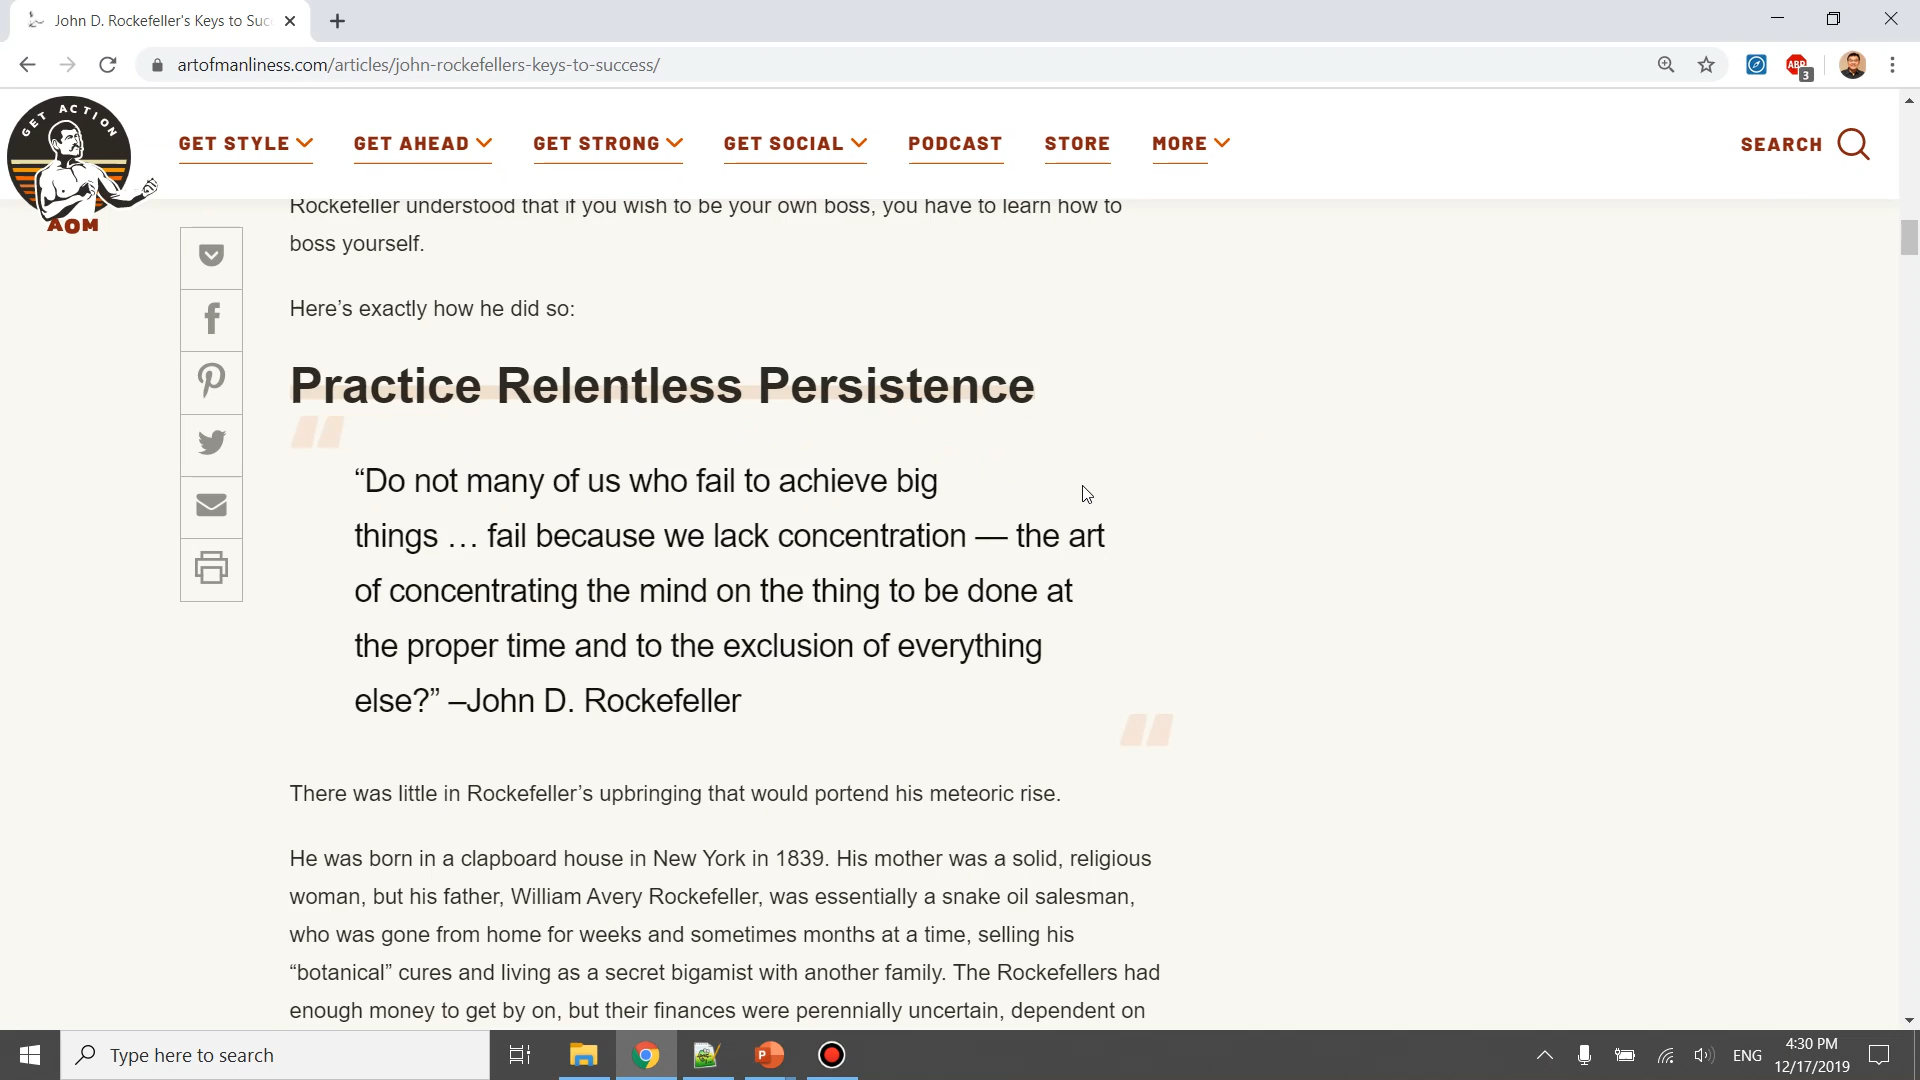 John D. Rockefeller's Keys to Suc
artofmanliness.com/articles/john-rockefellers-keys-to-success/
ABP
3
GET ACTION
AOM
GET STYLE
GET AHEAD
GET STRONG
GET SOCIAL
PODCAST
STORE
MORE
SEARCH
Rockefeller understood that if you wish to be your own boss, you have to learn how to
boss yourself.
Here’s exactly how he did so:
Practice Relentless Persistence
“Do not many of us who fail to achieve big
things … fail because we lack concentration — the art
of concentrating the mind on the thing to be done at
the proper time and to the exclusion of everything
else?” –John D. Rockefeller
There was little in Rockefeller’s upbringing that would portend his meteoric rise.
He was born in a clapboard house in New York in 1839. His mother was a solid, religious
woman, but his father, William Avery Rockefeller, was essentially a snake oil salesman,
who was gone from home for weeks and sometimes months at a time, selling his
“botanical” cures and living as a secret bigamist with another family. The Rockefellers had
enough money to get by on, but their finances were perennially uncertain, dependent on
Type here to search
ENG
4:30 PM
12/17/2019